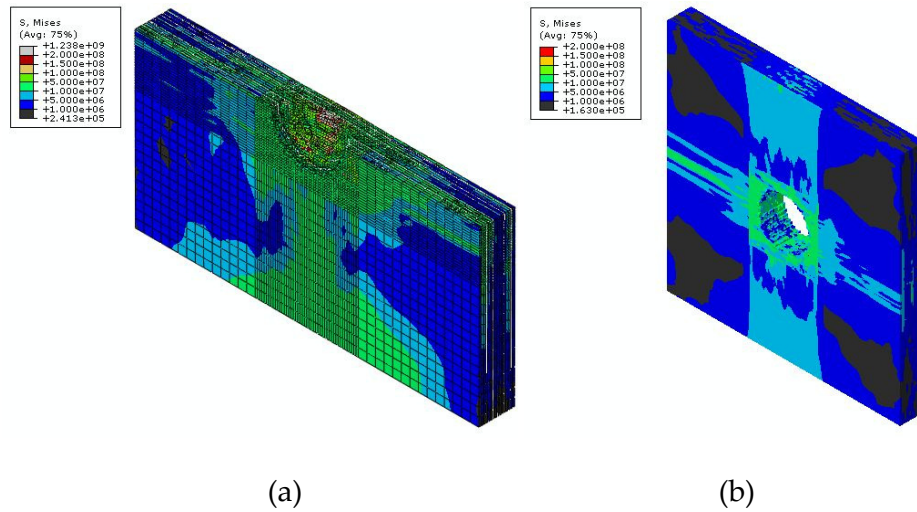 S, Mises
(Avg: 75%)
+1.238e+09
+2.000e+08
+1.500e+08
+1.000e+08
+5.000e+07
+1.000e+07
+5.000e+06
+1.000e+06
+2.413e+05
S, Mises
(Avg: 75%)
+2.000e+08
+1.500e+08
+1.000e+08
+5.000e+07
+1.000e+07
+5.000e+06
+1.000e+06
+1.630e+05
(a)
(b)